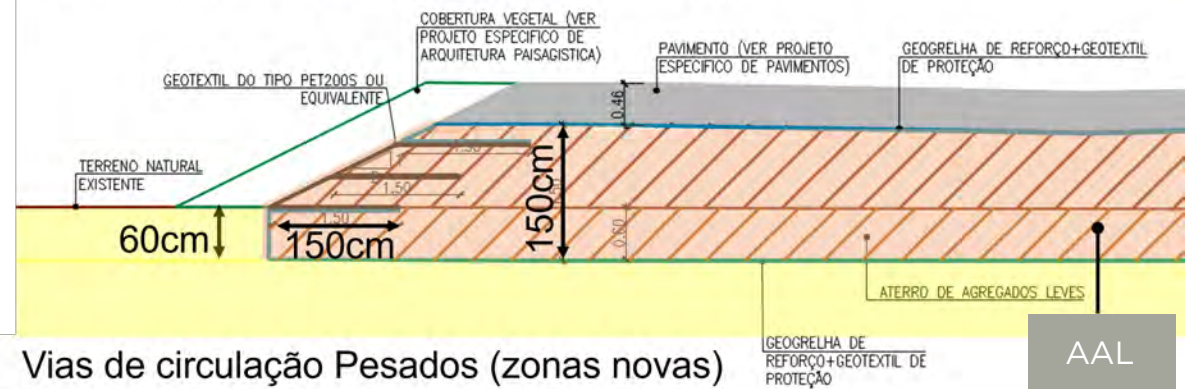 COBERTURA VEGETAL (VER
PROJETO ESPECIFICO DE
ARQUITETURA PAISAGISTICA)
PAVIMENTO (VER PROJETO
ESPECIFICO DE PAVIMENTOS)
GEOGRELHA DE REFORÇO+GEOTEXTIL
DE PROTEÇÃO
GEOTEXTIL DO TIPO PET200S OU
EQUIVALENTE
0.46
TERRENO NATURAL
EXISTENTE
1.50
1.50
1.50
60cm
150cm
150cm
0.60
ATERRO DE AGREGADOS LEVES
GEOGRELHA DE
REFORÇO+GEOTEXTIL DE
PROTEÇÃO
AAL
Vias de circulação Pesados (zonas novas)